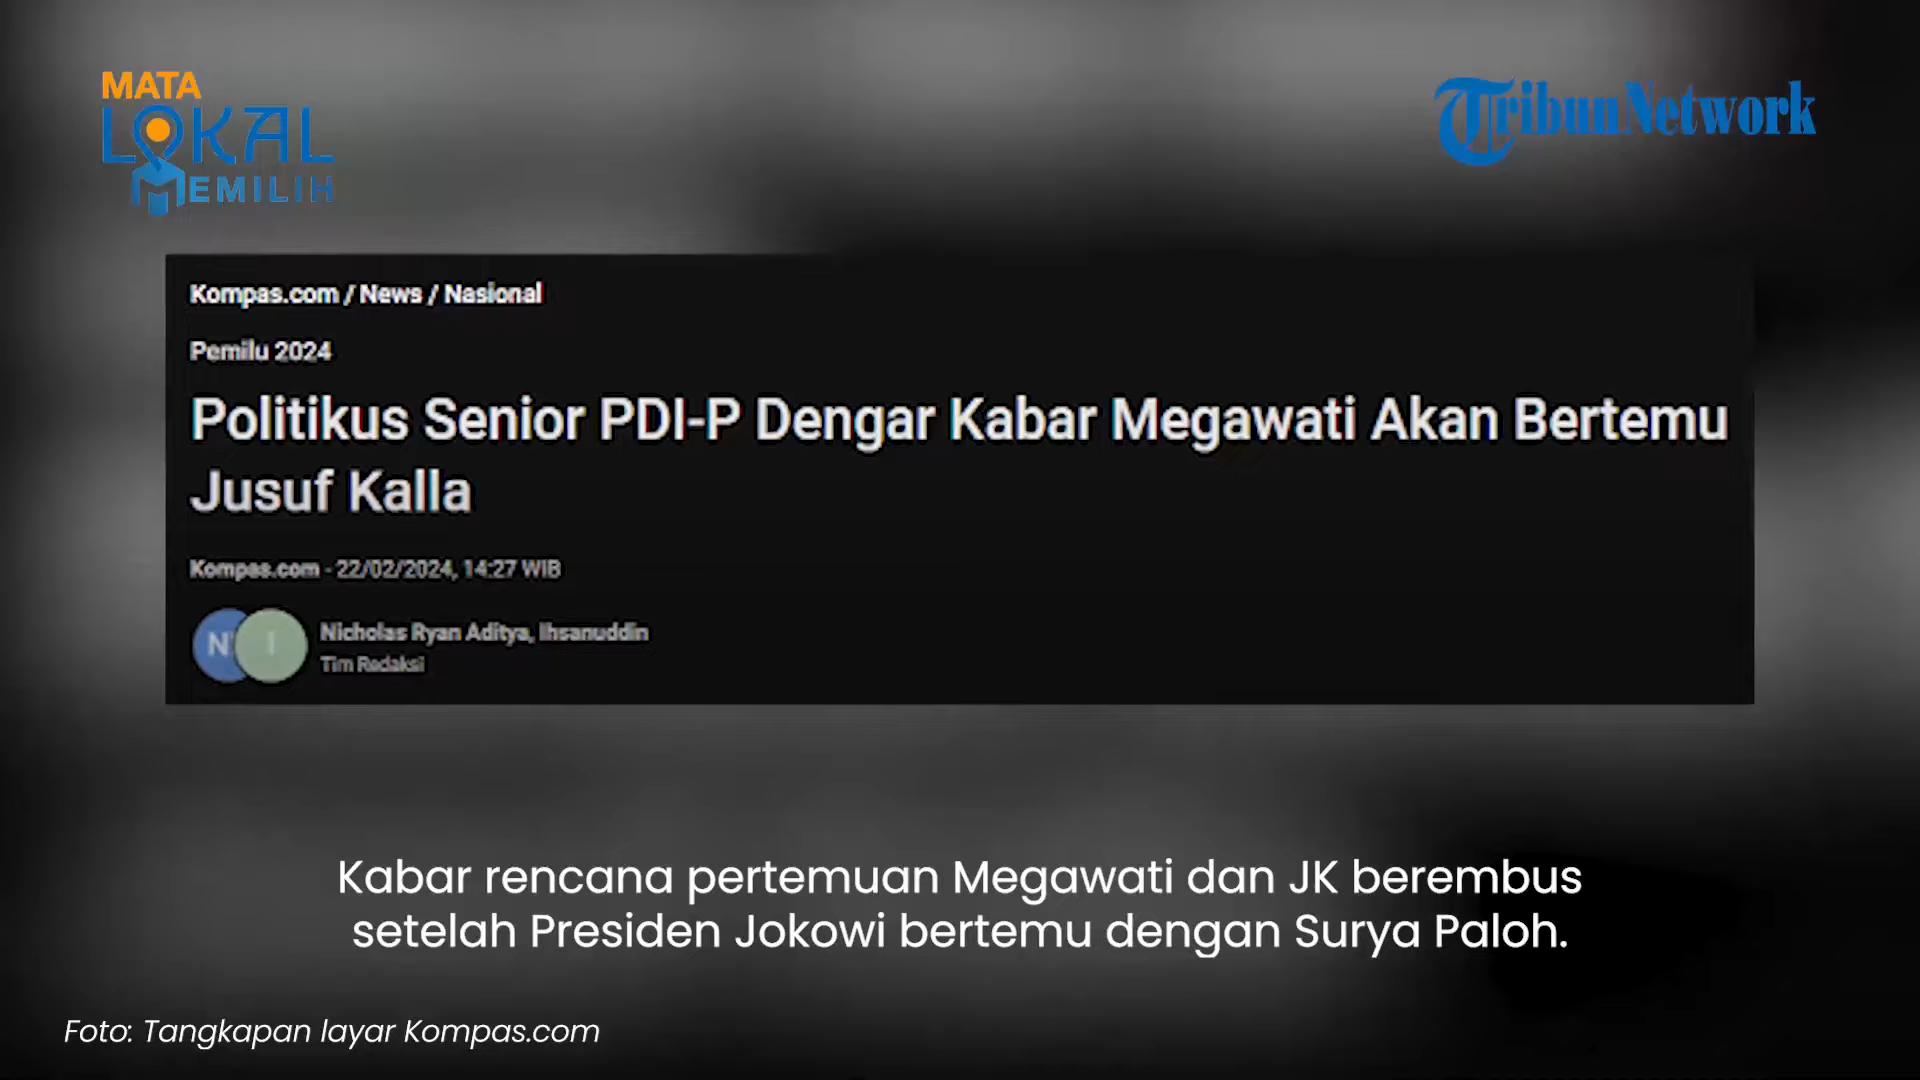 MATA
LOKAL
MEMILIH
TribunNetwork
Kompas.com / News / Nasional
Pemilu 2024
Politikus Senior PDI-P Dengar Kabar Megawati Akan Bertemu
Jusuf Kalla
Kompas.com - 22/02/2024, 14:27 WIB
N I
Nicholas Ryan Aditya, Ihsanuddin
Tim Redaksi
Kabar rencana pertemuan Megawati dan JK berembus
setelah Presiden Jokowi bertemu dengan Surya Paloh.
Foto: Tangkapan layar Kompas.com